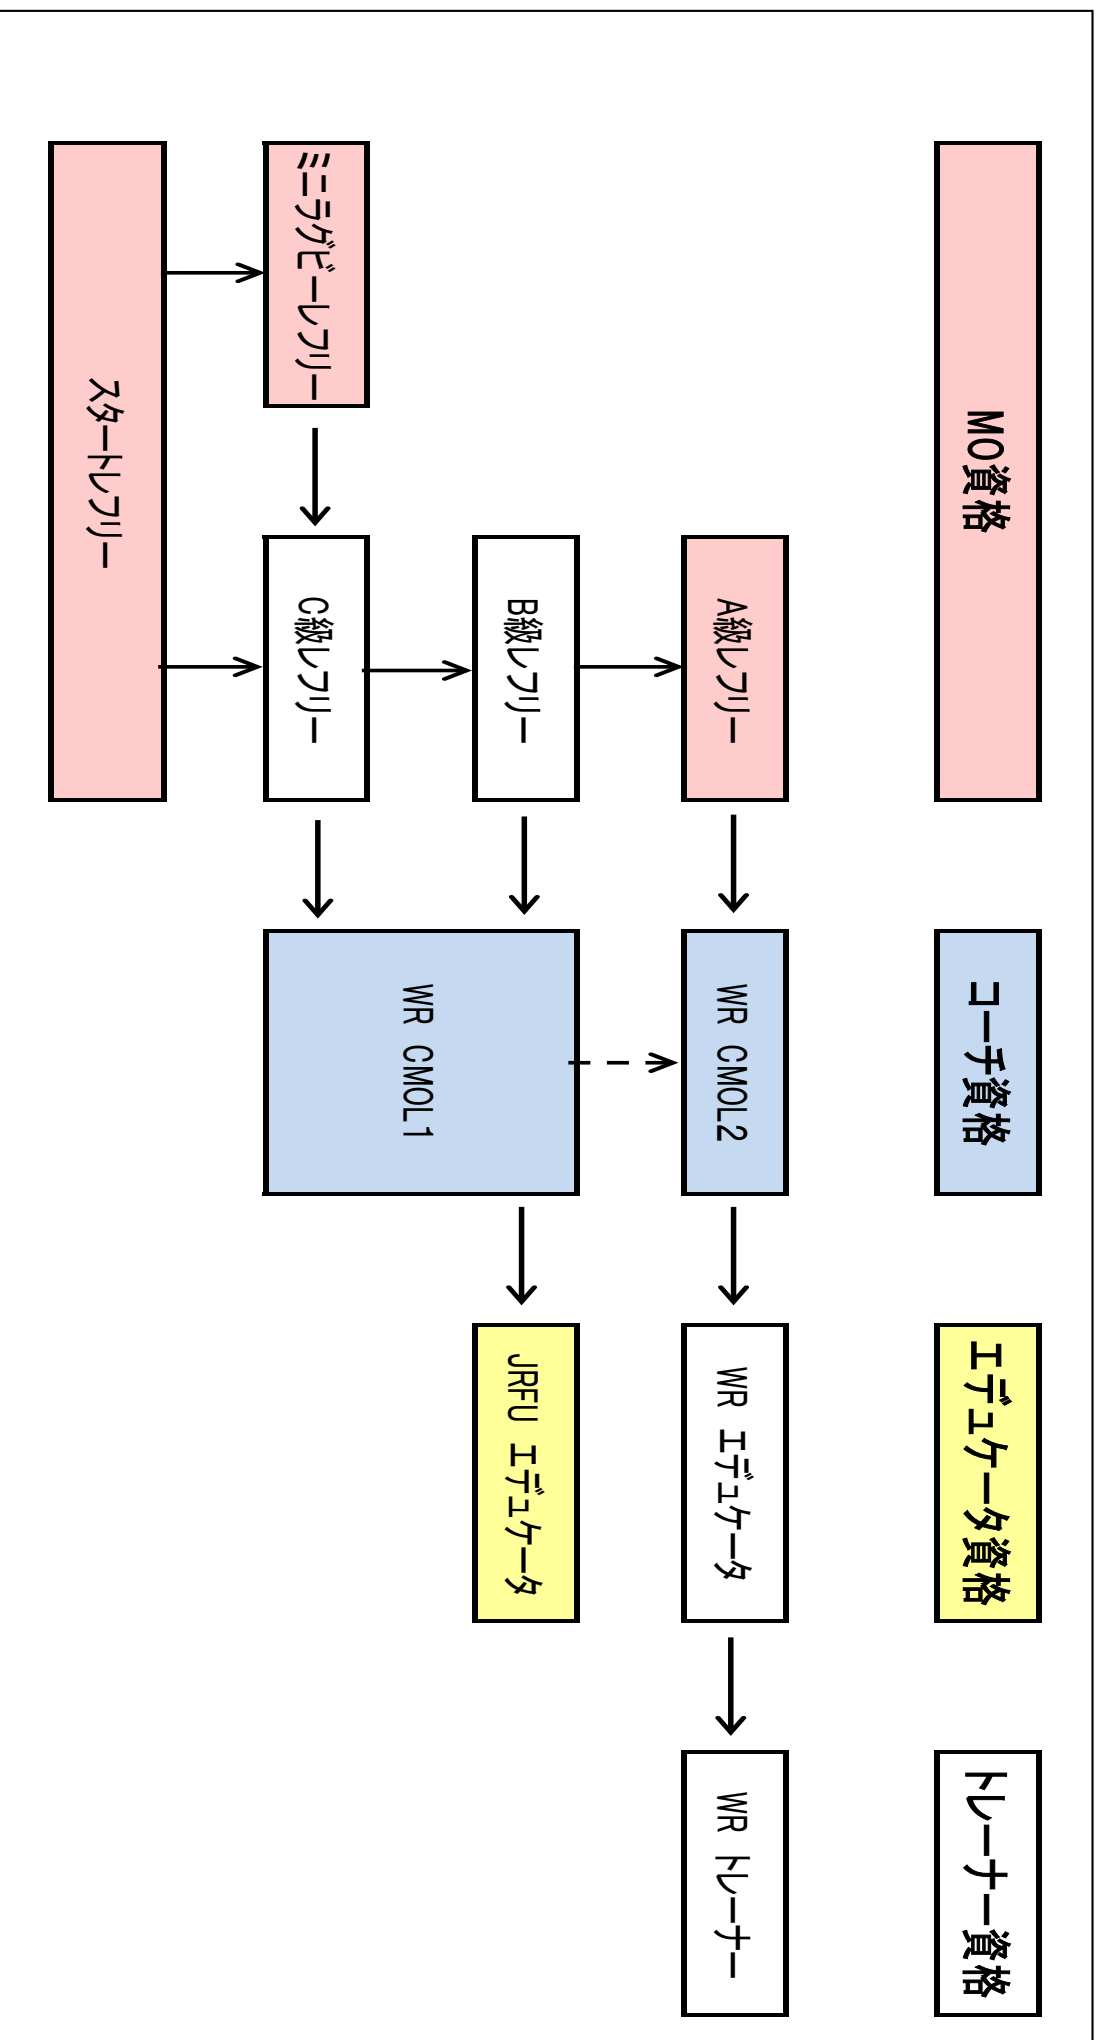 MO資格
コーチ資格
エデュケータ資格
トレーナー資格
A級レフリー
WR CMOL2
WR エデュケータ
WR トレーナー
B級レフリー
JRFU エデュケータ
WR CMOL1
ミニラグビーレフリー
C級レフリー
スタートレフリー